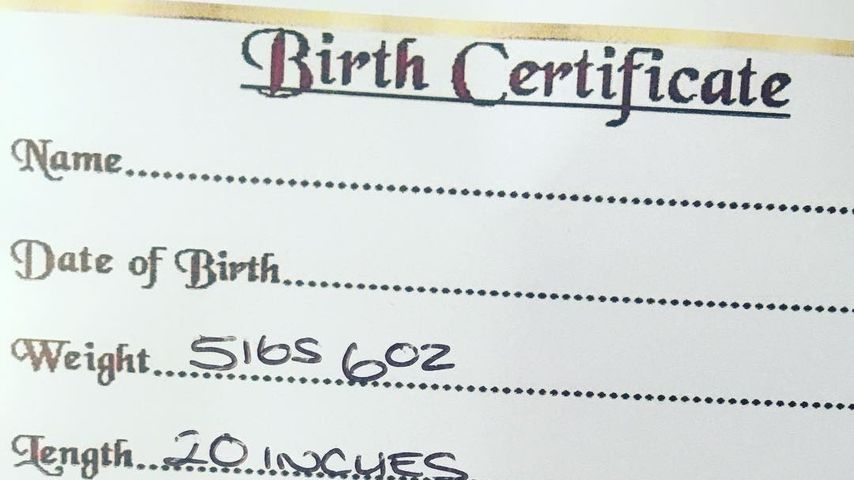 Birth Certificate
Name....................................................................
Date of Birth....................................................
Weight...5lbs 6oz....................................
Length...20 INCHES